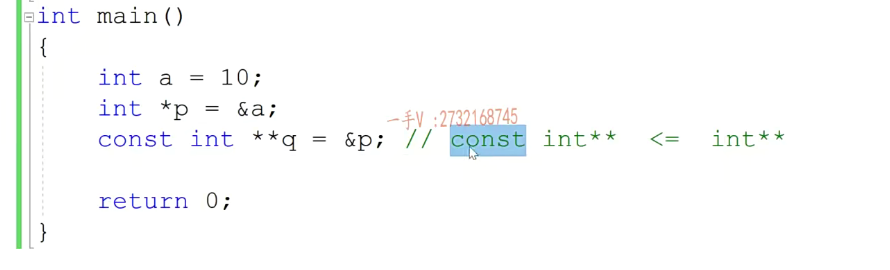 int main()
{
int a = 10;
int *p = &a;
一手V :2732168745
const int **q = &p; // const int** <= int**
return 0;
}